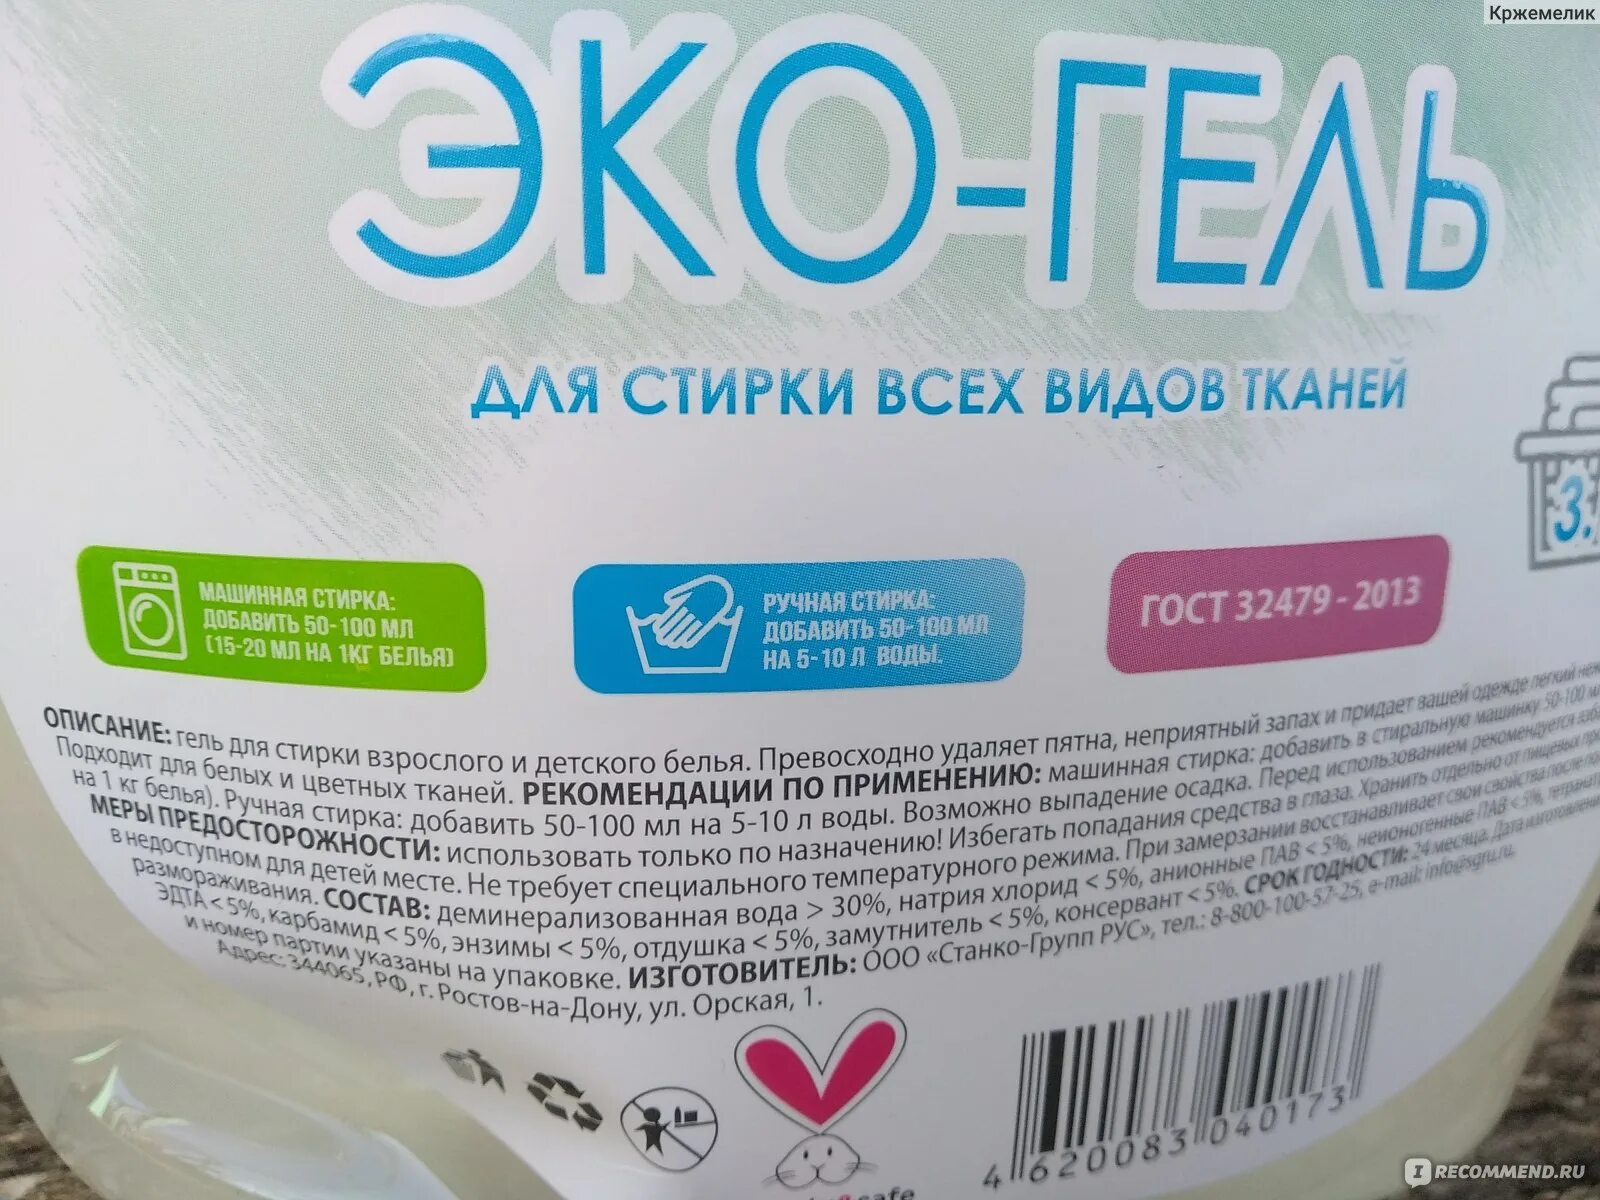 Кржемелик
ЭКО-ГЕЛЬ
ДЛЯ СТИРКИ ВСЕХ ВИДОВ ТКАНЕЙ
3.
МАШИННАЯ СТИРКА:
ДОБАВИТЬ 50-100 МЛ
(15-20 МЛ НА 1КГ БЕЛЬЯ)
РУЧНАЯ СТИРКА:
ДОБАВИТЬ 50-100 МЛ
НА 5-10 Л ВОДЫ.
ГОСТ 32479 - 2013
ОПИСАНИЕ: гель для стирки взрослого и детского белья. Превосходно удаляет пятна, неприятный запах и придает вашей одежде легкий
Подходит для белых и цветных тканей. РЕКОМЕНДАЦИИ ПО ПРИМЕНЕНИЮ: машинная стирка: добавить в стиральную машинку 50-100
на 1 кг белья). Ручная стирка: добавить 50-100 мл на 5-10 л воды. Возможно выпадение осадка. Перед использованием рекомендуется
МЕРЫ ПРЕДОСТОРОЖНОСТИ: использовать только по назначению! Избегать попадания средства в глаза. Хранить отдельно от пищевых
в недоступном для детей месте. Не требует специального температурного режима. При замерзании восстанавливает свои свойства после
размораживания. СОСТАВ: деминерализованная вода > 30%, натрия хлорид < 5%, анионные ПАВ < 5%, неионогенные ПАВ < 5%,
ЭДТА < 5%, карбамид < 5%, энзимы < 5%, отдушка < 5%, замутнитель < 5%, консервант < 5%. СРОК ГОДНОСТИ: 24 месяца. Дата изготовления
и номер партии указаны на упаковке. ИЗГОТОВИТЕЛЬ: ООО «Станко-Групп РУС», тел.: 8-800-100-57-25, e-mail: info@sgru.ru.
Адрес: 344065, РФ, г. Ростов-на-Дону, ул. Орская, 1.
4 620083 040173
IRECOMMEND.RU